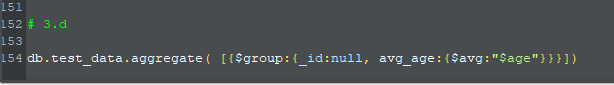 151
152 # 3.d
153
154 db.test_data.aggregate( [{$group:{_id:null, avg_age:{$avg:"$age"}}}])